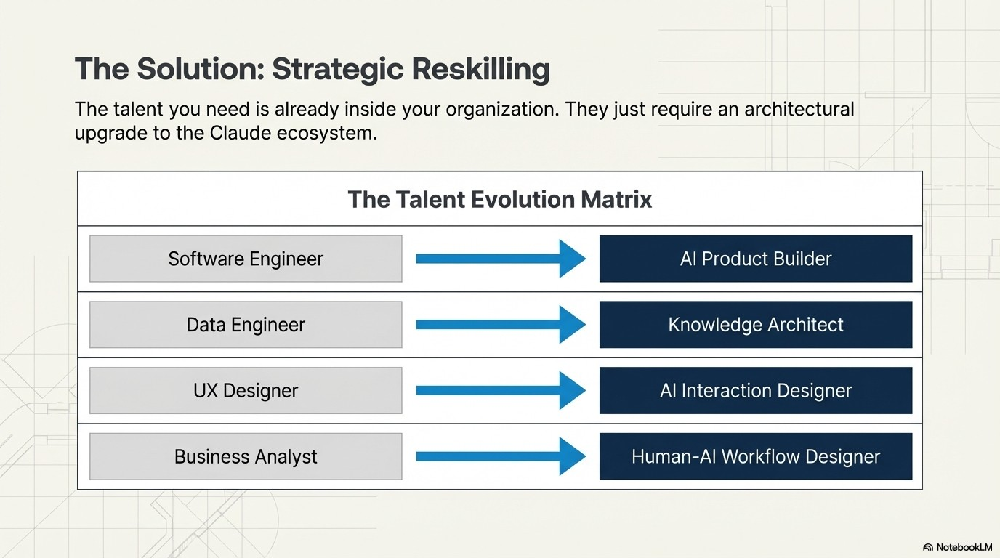 The Solution: Strategic Reskilling
The talent you need is already inside your organization. They just require an architectural
upgrade to the Claude ecosystem.
The Talent Evolution Matrix
Software Engineer
AI Product Builder
Data Engineer
Knowledge Architect
UX Designer
AI Interaction Designer
Business Analyst
Human-AI Workflow Designer
NotebookLM